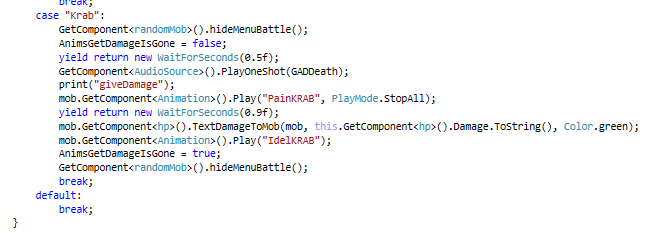 break;
case "Krab":
GetComponent<randomMob>().hideMenuBattle();
AnimsGetDamageIsGone = false;
yield return new WaitForSeconds(0.5f);
GetComponent<AudioSource>().PlayOneShot(GADDeath);
print("giveDamage");
mob.GetComponent<Animation>().Play("PainKRAB", PlayMode.StopAll);
yield return new WaitForSeconds(0.9f);
mob.GetComponent<hp>().TextDamageToMob(mob, this.GetComponent<hp>().Damage.ToString(), Color.green);
mob.GetComponent<Animation>().Play("IdelKRAB");
AnimsGetDamageIsGone = true;
GetComponent<randomMob>().hideMenuBattle();
break;
default:
break;
}